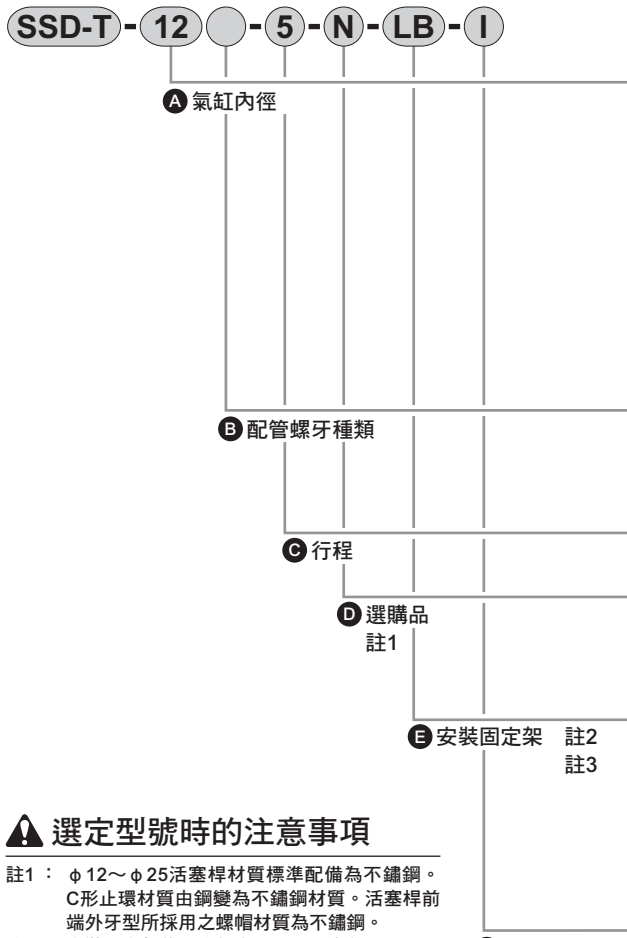 SSD-T-12 -5-N-LB-I
A 氣缸內徑
B 配管螺牙種類
C 行程
D 選購品
註1
E 安裝固定架 註2
註3
選定型號時的注意事項
註1： φ12～φ25活塞桿材質標準配備為不鏽鋼。
C形止環材質由鋼變為不鏽鋼材質。活塞桿前
端外牙型所採用之螺帽材質為不鏽鋼。